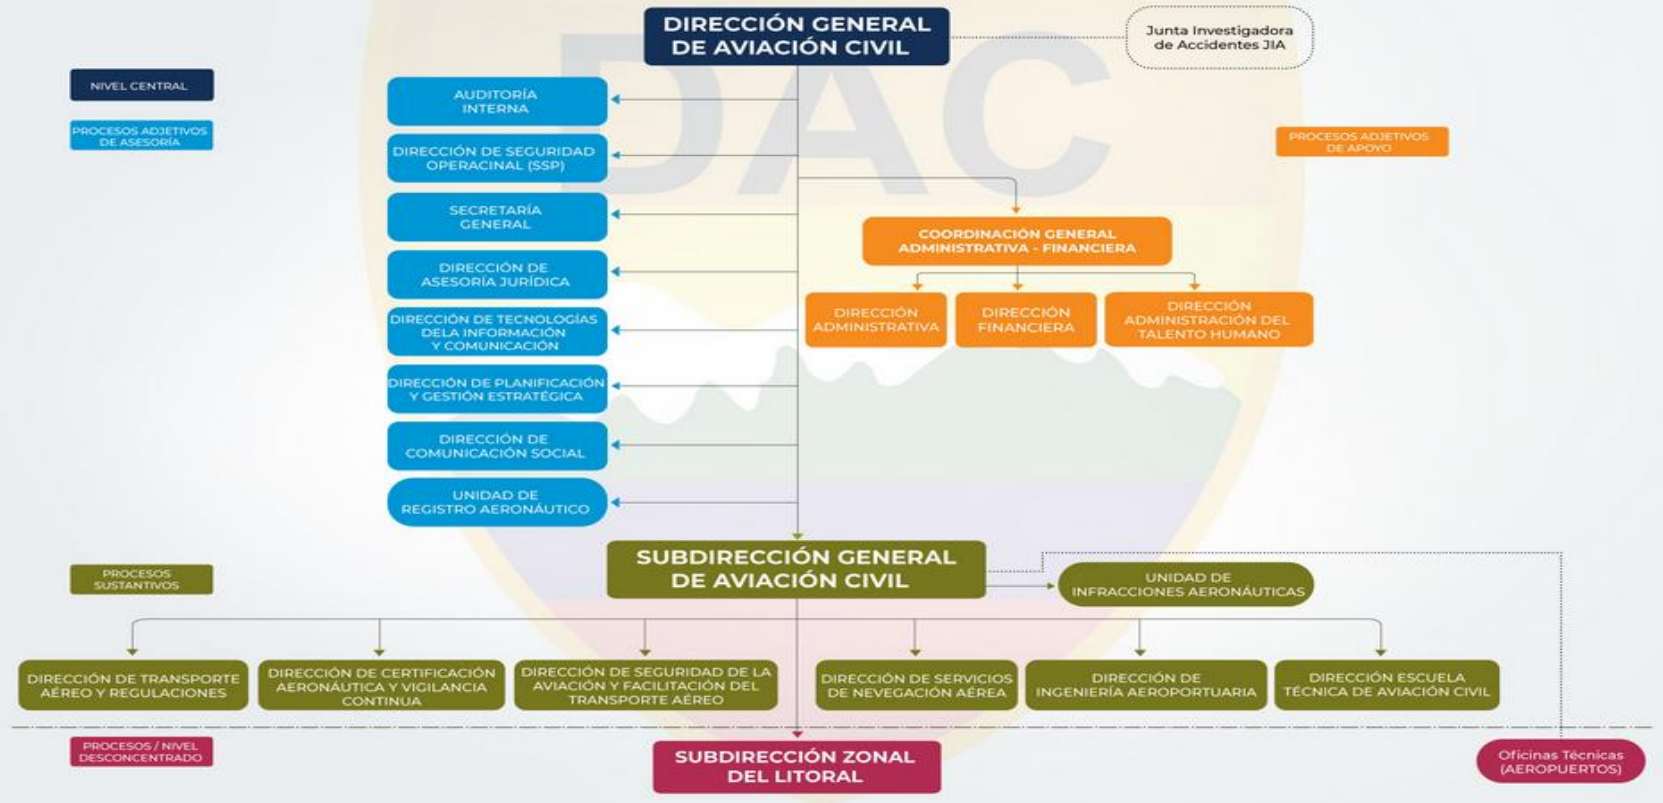 DIRECCIÓN GENERAL
DE AVIACIÓN CIVIL
Junta Investigadora
de Accidentes JIA
DAC
NIVEL CENTRAL
PROCESOS ADJETIVOS
DE ASESORÍA
PROCESOS ADJETIVOS
DE APOYO
AUDITORÍA
INTERNA
DIRECCIÓN DE SEGURIDAD
OPERACINAL (SSP)
SECRETARÍA
GENERAL
DIRECCIÓN DE
ASESORÍA JURÍDICA
DIRECCIÓN DE TECNOLOGÍAS
DELA INFORMACIÓN
Y COMUNICACIÓN
DIRECCIÓN DE PLANIFICACIÓN
Y GESTIÓN ESTRATÉGICA
DIRECCIÓN DE
COMUNICACIÓN SOCIAL
UNIDAD DE
REGISTRO AERONÁUTICO
COORDINACIÓN GENERAL
ADMINISTRATIVA - FINANCIERA
DIRECCIÓN
ADMINISTRATIVA
DIRECCIÓN
FINANCIERA
DIRECCIÓN
ADMINISTRACIÓN DEL
TALENTO HUMANO
SUBDIRECCIÓN GENERAL
DE AVIACIÓN CIVIL
PROCESOS
SUSTANTIVOS
UNIDAD DE
INFRACCIONES AERONÁUTICAS
DIRECCIÓN DE TRANSPORTE
AÉREO Y REGULACIONES
DIRECCIÓN DE CERTIFICACIÓN
AERONÁUTICA Y VIGILANCIA
CONTINUA
DIRECCIÓN DE SEGURIDAD DE LA
AVIACIÓN Y FACILITACIÓN DEL
TRANSPORTE AÉREO
DIRECCIÓN DE SERVICIOS
DE NEVEGACIÓN AÉREA
DIRECCIÓN DE
INGENIERÍA AEROPORTUARIA
DIRECCIÓN ESCUELA
TÉCNICA DE AVIACIÓN CIVIL
PROCESOS / NIVEL
DESCONCENTRADO
SUBDIRECCIÓN ZONAL
DEL LITORAL
Oficinas Técnicas
(AEROPUERTOS)